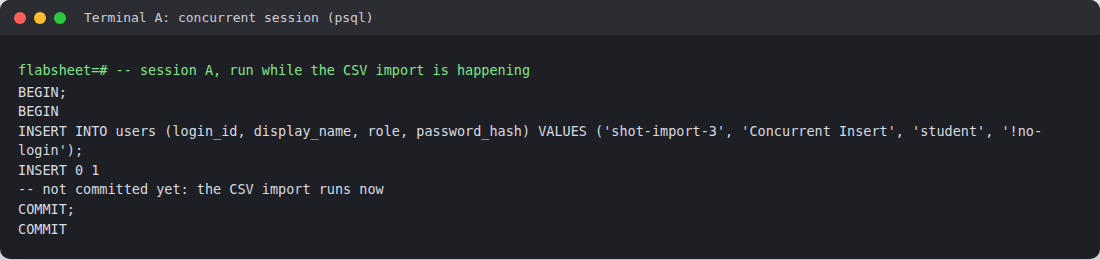 Terminal A: concurrent session (psql)
flabsheet=# -- session A, run while the CSV import is happening
BEGIN;
BEGIN
INSERT INTO users (login_id, display_name, role, password_hash) VALUES ('shot-import-3', 'Concurrent Insert', 'student', '!no-
login');
INSERT 0 1
-- not committed yet: the CSV import runs now
COMMIT;
COMMIT